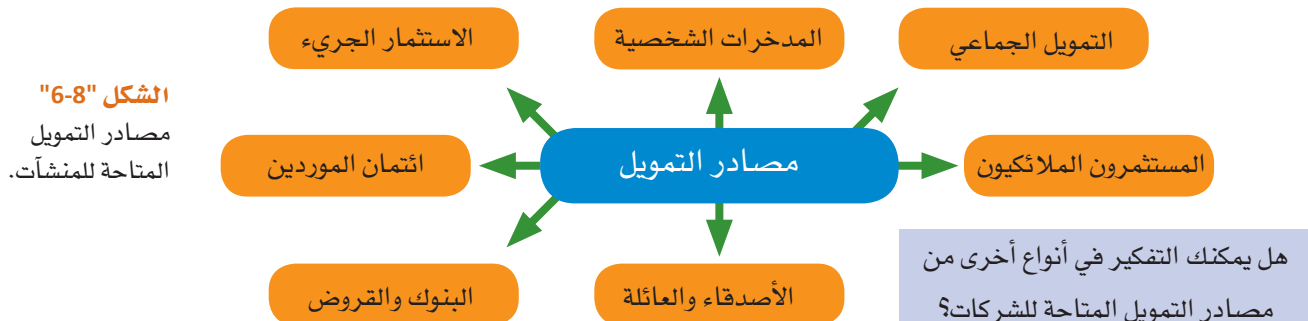 التمويل الجماعي
المدخرات الشخصية
الاستثمار الجريء
الشكل "8-6"
مصادر التمويل
المتاحة للمنشآت.
مصادر التمويل
المستثمرون الملائكيون
ائتمان الموردين
الأصدقاء والعائلة
البنوك والقروض
هل يمكنك التفكير في أنواع أخرى من
مصادر التمويل المتاحة للشركات؟